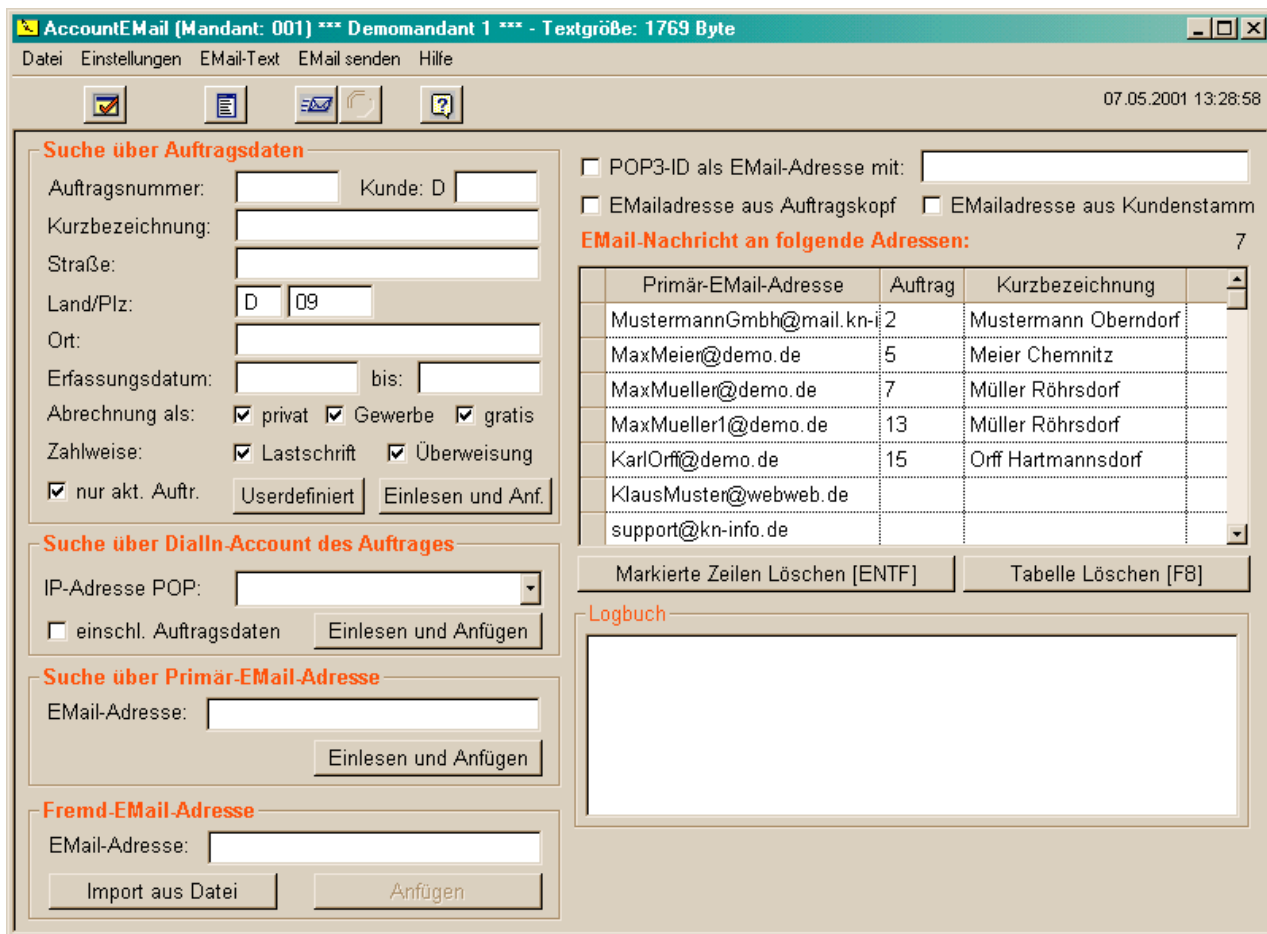 AccountEMail (Mandant: 001) *** Demomandant 1 *** - Textgröße: 1769 Byte
Datei Einstellungen EMail-Text EMail senden Hilfe
07.05.2001 13:28:58
Suche über Auftragsdaten
Auftragsnummer: Kunde: D
Kurzbezeichnung:
Straße:
Land/Plz: D 09
Ort:
Erfassungsdatum: bis:
Abrechnung als: privat Gewerbe gratis
Zahlweise: Lastschrift Überweisung
nur akt. Auftr. Userdefiniert Einlesen und Anf.
Suche über DialIn-Account des Auftrages
IP-Adresse POP:
einschl. Auftragsdaten Einlesen und Anfügen
Suche über Primär-EMail-Adresse
EMail-Adresse:
Einlesen und Anfügen
Fremd-EMail-Adresse
EMail-Adresse:
Import aus Datei Anfügen
POP3-ID als EMail-Adresse mit:
EMailadresse aus Auftragskopf EMailadresse aus Kundenstamm
EMail-Nachricht an folgende Adressen: 7
Primär-EMail-Adresse Auftrag Kurzbezeichnung
MustermannGmbh@mail.kn-i 2 Mustermann Oberndorf
MaxMeier@demo.de 5 Meier Chemnitz
MaxMueller@demo.de 7 Müller Röhrsdorf
MaxMueller1@demo.de 13 Müller Röhrsdorf
KarlOrff@demo.de 15 Orff Hartmannsdorf
KlausMuster@webweb.de
support@kn-info.de
Markierte Zeilen Löschen [ENTF] Tabelle Löschen [F8]
Logbuch